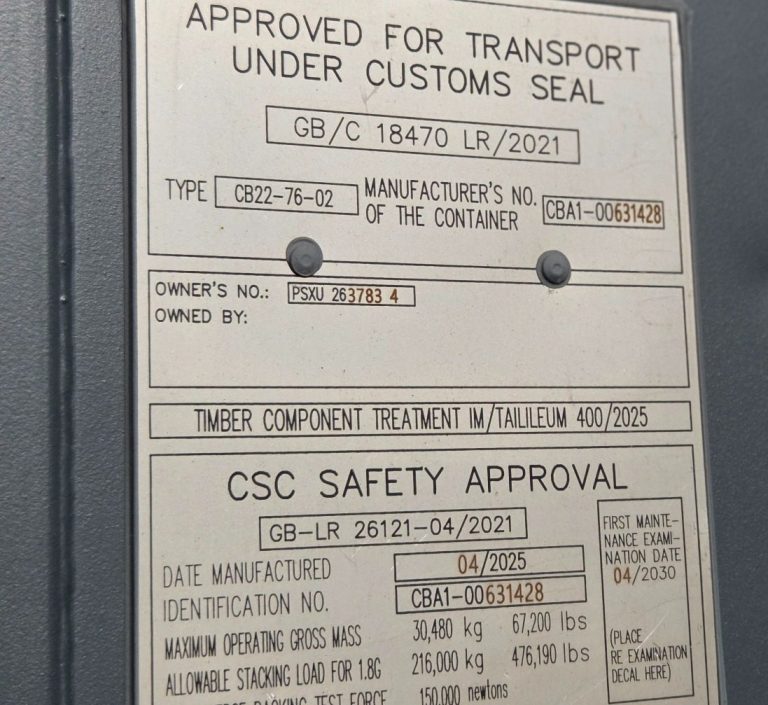 APPROVED FOR TRANSPORT
UNDER CUSTOMS SEAL
GB/C 18470 LR/2021
TYPE CB22-76-02 MANUFACTURER'S NO.
OF THE CONTAINER CBA1-00631428
OWNER'S NO.: PSXU 263783 4
OWNED BY:
TIMBER COMPONENT TREATMENT IM/TAILILEUM 400/2025
CSC SAFETY APPROVAL
GB-LR 26121-04/2021
DATE MANUFACTURED 04/2025
IDENTIFICATION NO. CBA1-00631428
MAXIMUM OPERATING GROSS MASS 30,480 kg 67,200 lbs
ALLOWABLE STACKING LOAD FOR 1.8G 216,000 kg 476,190 lbs
RACKING TEST FORCE 150,000 newtons
FIRST MAINTE-
NANCE EXAMI-
NATION DATE
04/2030
(PLACE
RE EXAMINATION
DECAL HERE)